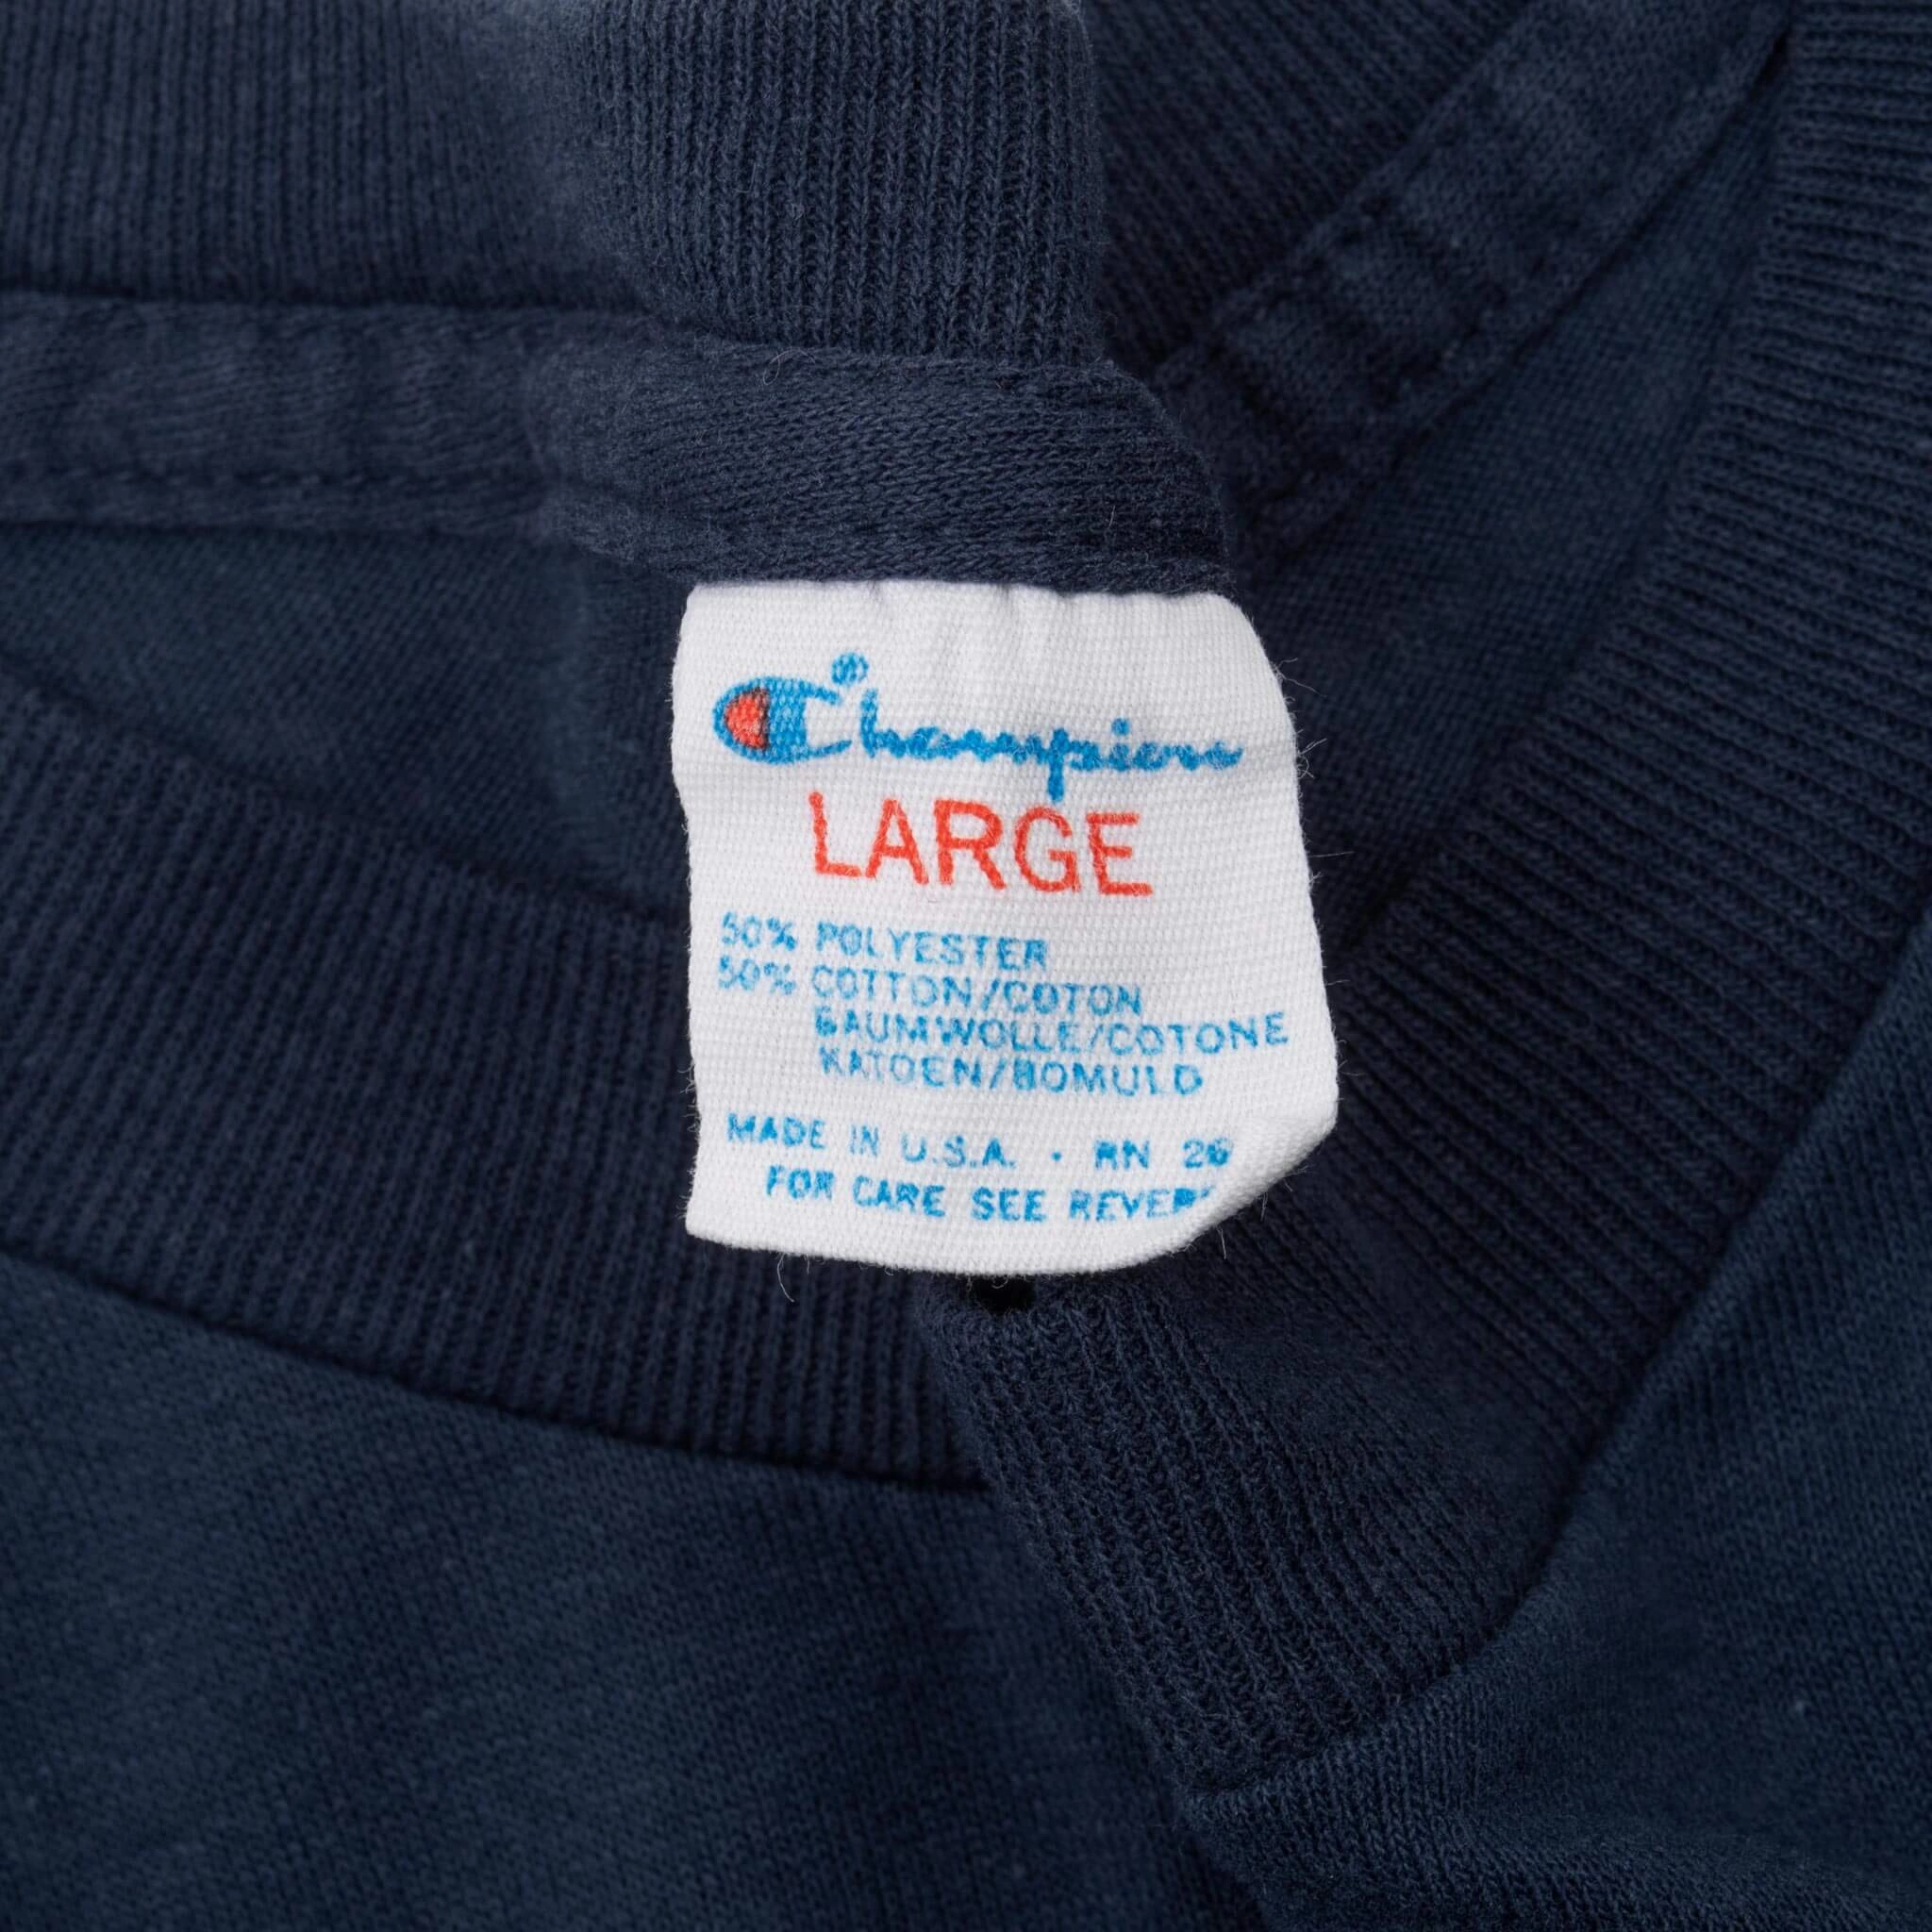 Champion®
LARGE
50% POLYESTER
50% COTTON/COTON
BAUMWOLLE/COTONE
KATOEN/BOMULD
MADE IN U.S.A. · RN 26
FOR CARE SEE REVER